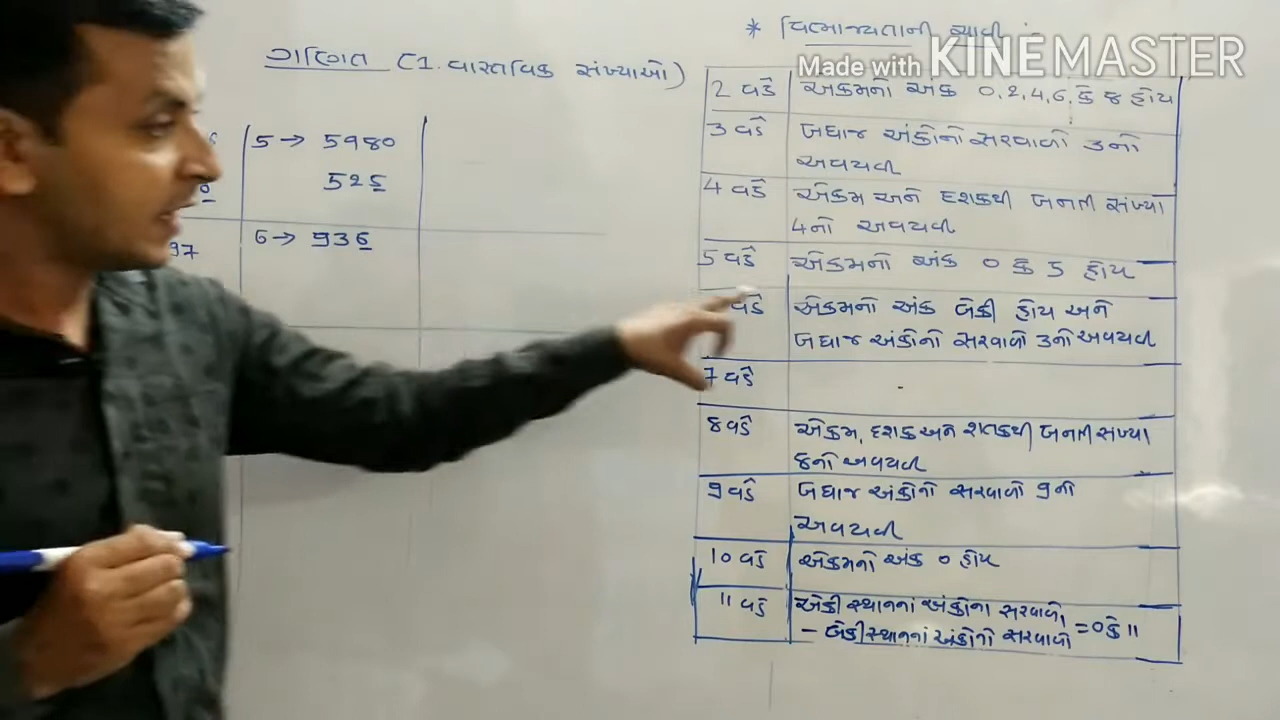 * વિભાજ્યતાની ચાવી :
Made with KINEMASTER
ગણિત (1. વાસ્તવિક સંખ્યાઓ)
5 → 5980
525
6 → 936
97
2 વડે એકમનો અંક 0, 2, 4, 6, કે 8 હોય
3 વડે બધાજ અંકોનો સરવાળો 3નો
અવયવી
4 વડે એકમ અને દશકથી બનતી સંખ્યા
4નો અવયવી
5 વડે એકમનો અંક 0 કે 5 હોય
વડે એકમનો અંક બેકી હોય અને
બધાજ અંકોનો સરવાળો 3નો અવયવી
7 વડે
8 વડે એકમ, દશક અને શતકથી બનતી સંખ્યા
8નો અવયવી
9 વડે બધાજ અંકોનો સરવાળો 9નો
અવયવી
10 વડે એકમનો અંક 0 હોય
11 વડે એકી સ્થાનનાં અંકોના સરવાળો
– બેકી સ્થાનનાં અંકોનો સરવાળો = 0 કે 11